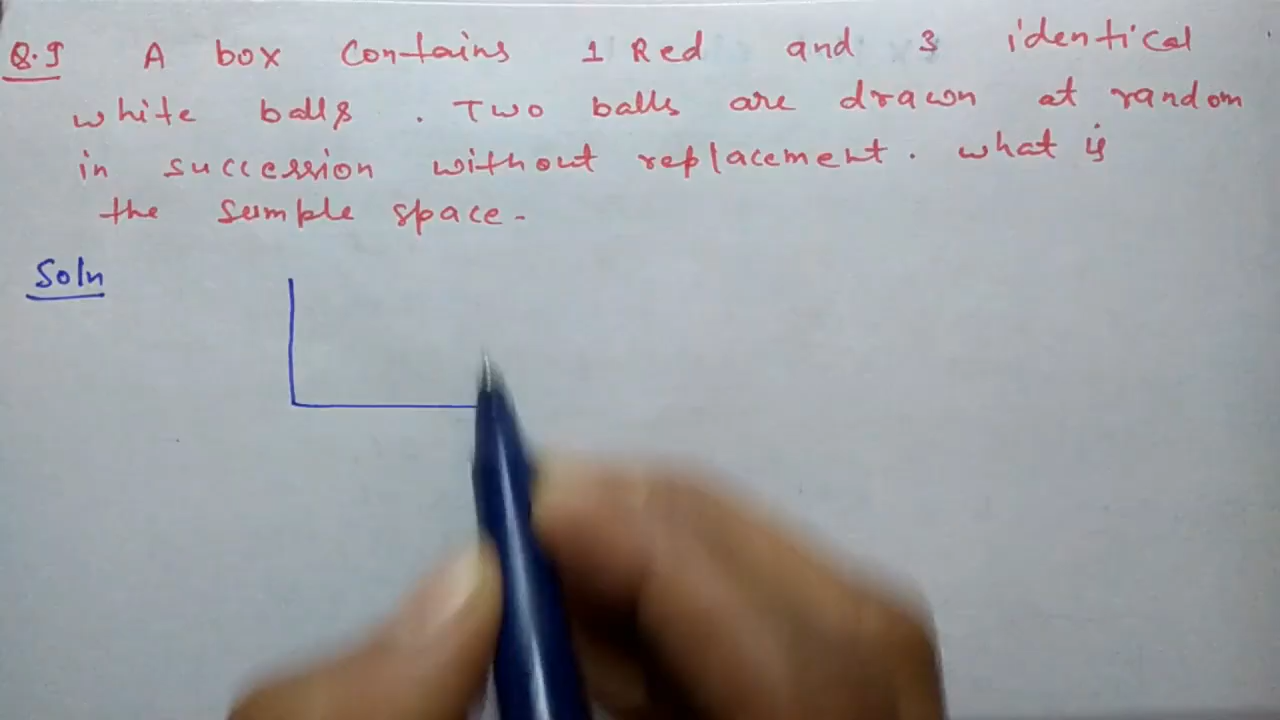 Q.9 A box contains 1 Red and 3 identical
white balls. Two balls are drawn at random
in succession without replacement. what is
the sample space-
Soln